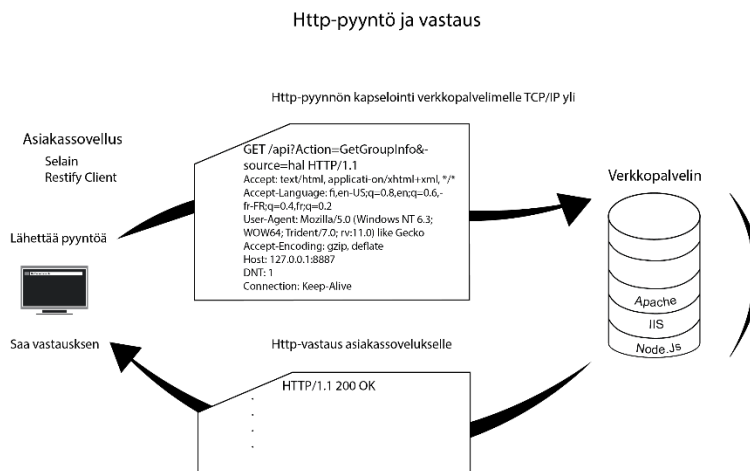 Http-pyyntö ja vastaus
Http-pyynnön kapselointi verkkopalvelimelle TCP/IP yli
Asiakassovellus
Selain
Restify Client
Lähettää pyyntöä
Saa vastausksen
GET /api?Action=GetGroupInfo&-
source=hal HTTP/1.1
Accept: text/html, applicati-on/xhtml+xml, */*
Accept-Language: fi,en-US;q=0.8,en;q=0.6,-
fr-FR;q=0.4,fr;q=0.2
User-Agent: Mozilla/5.0 (Windows NT 6.3;
WOW64; Trident/7.0; rv:11.0) like Gecko
Accept-Encoding: gzip, deflate
Host: 127.0.0.1:8887
DNT: 1
Connection: Keep-Alive
Verkkopalvelin
Apache
IIS
Node.Js
Http-vastaus asiakassovelukselle
HTTP/1.1 200 OK
.
.
.